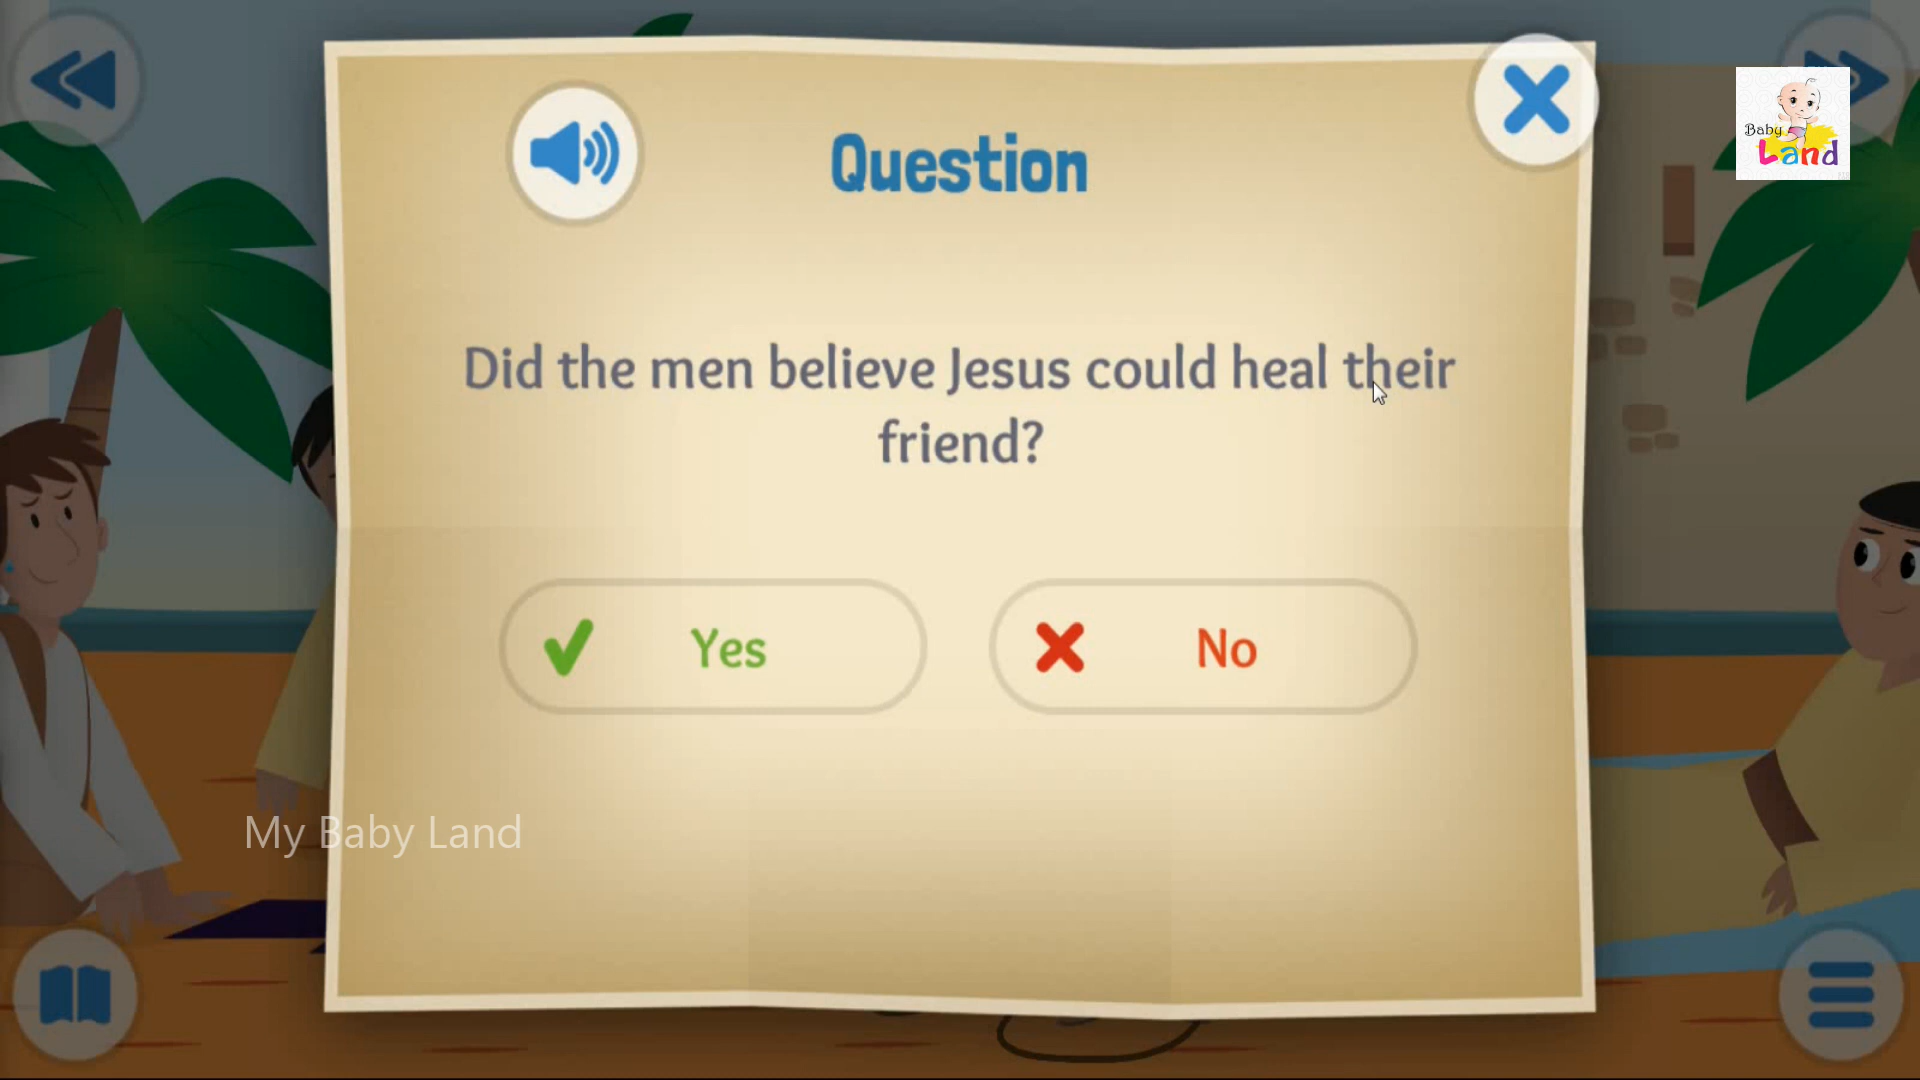 Question
Baby
Land
Did the men believe Jesus could heal their
friend?
Yes
No
My Baby Land